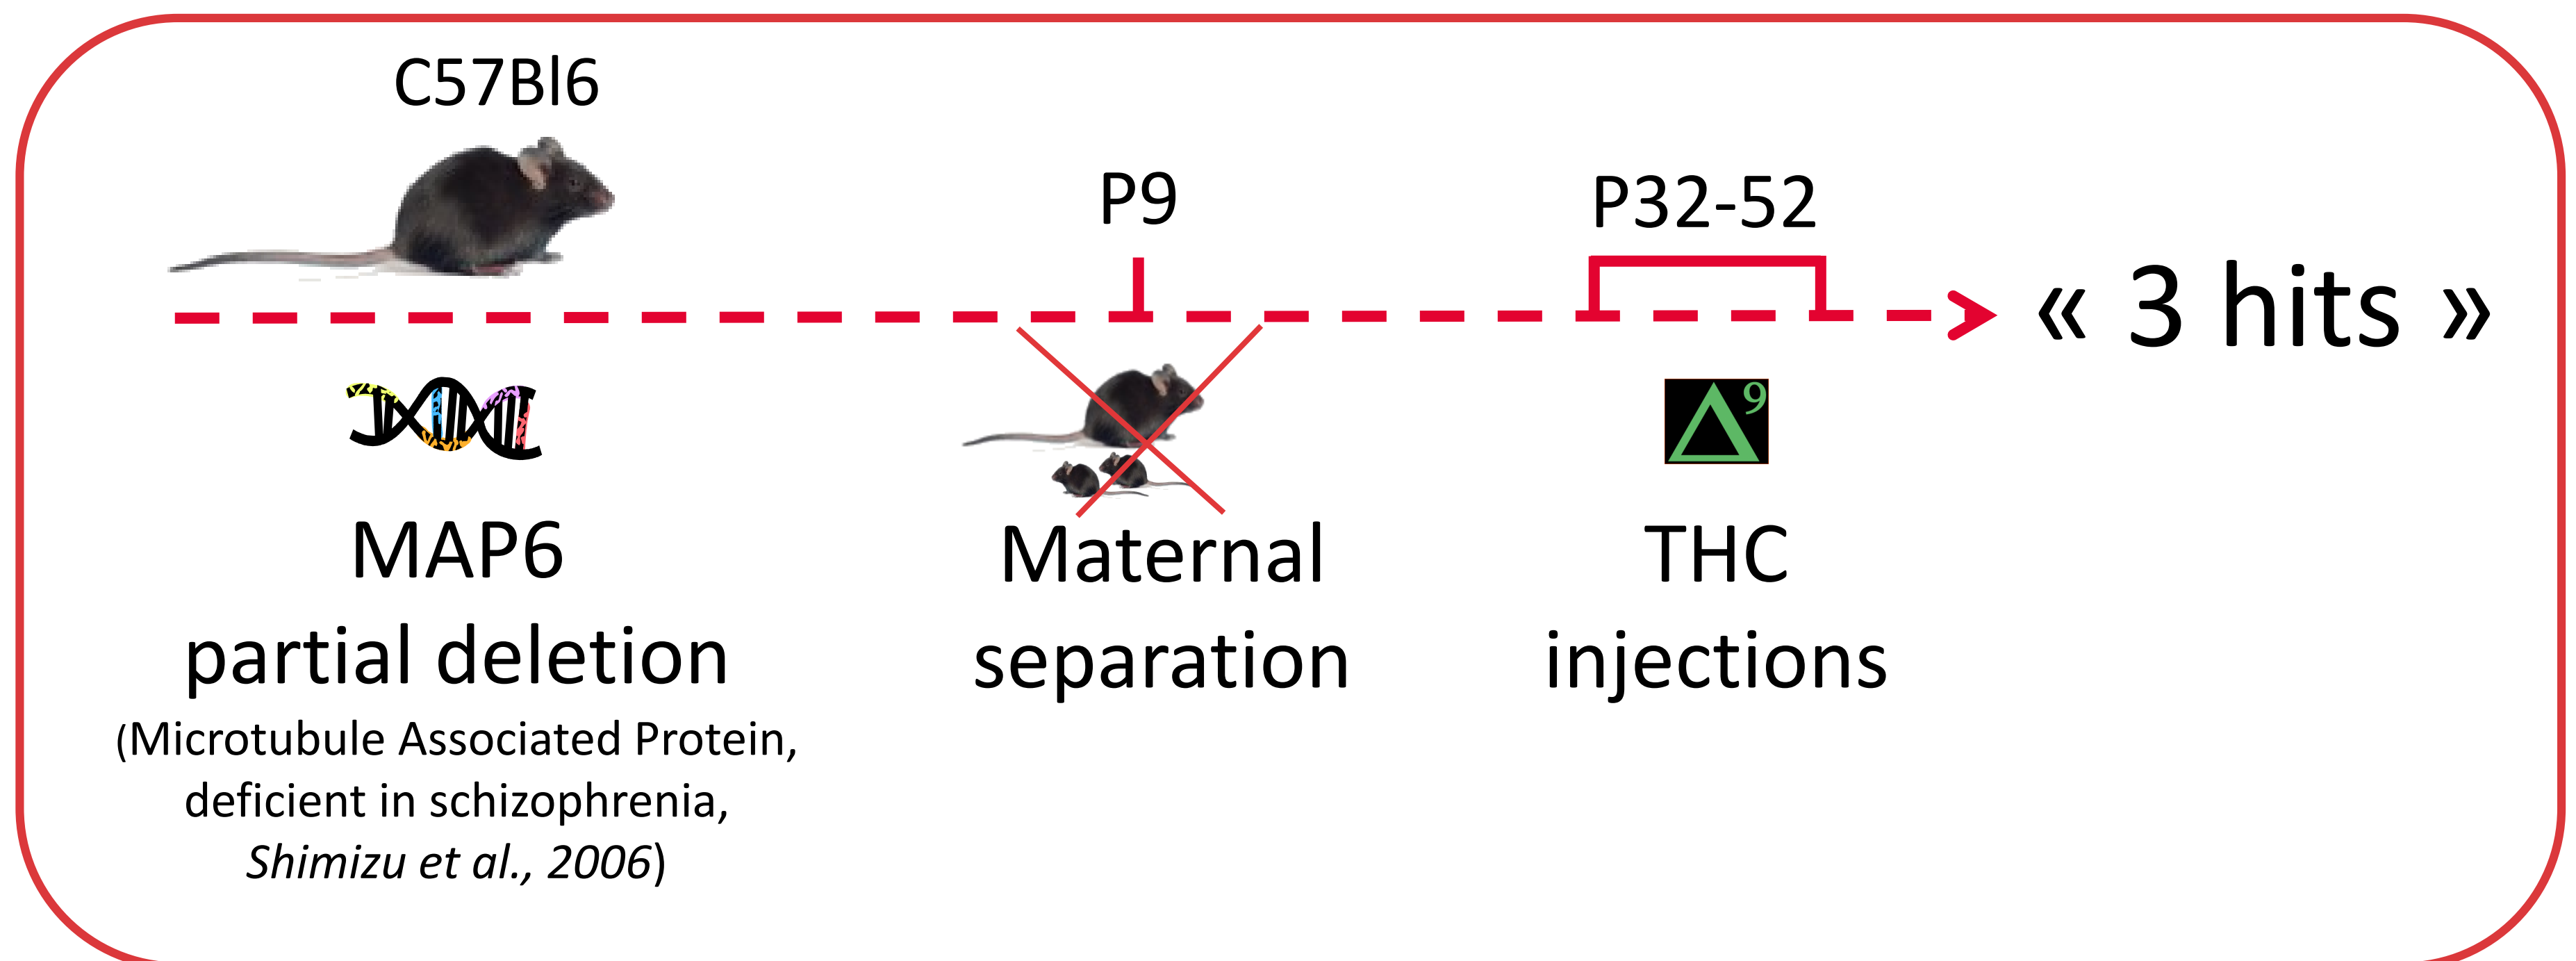 C57Bl6
P9
P32-52
« 3 hits »
Δ⁹
MAP6
partial deletion
(Microtubule Associated Protein,
deficient in schizophrenia,
Shimizu et al., 2006)
Maternal
separation
THC
injections